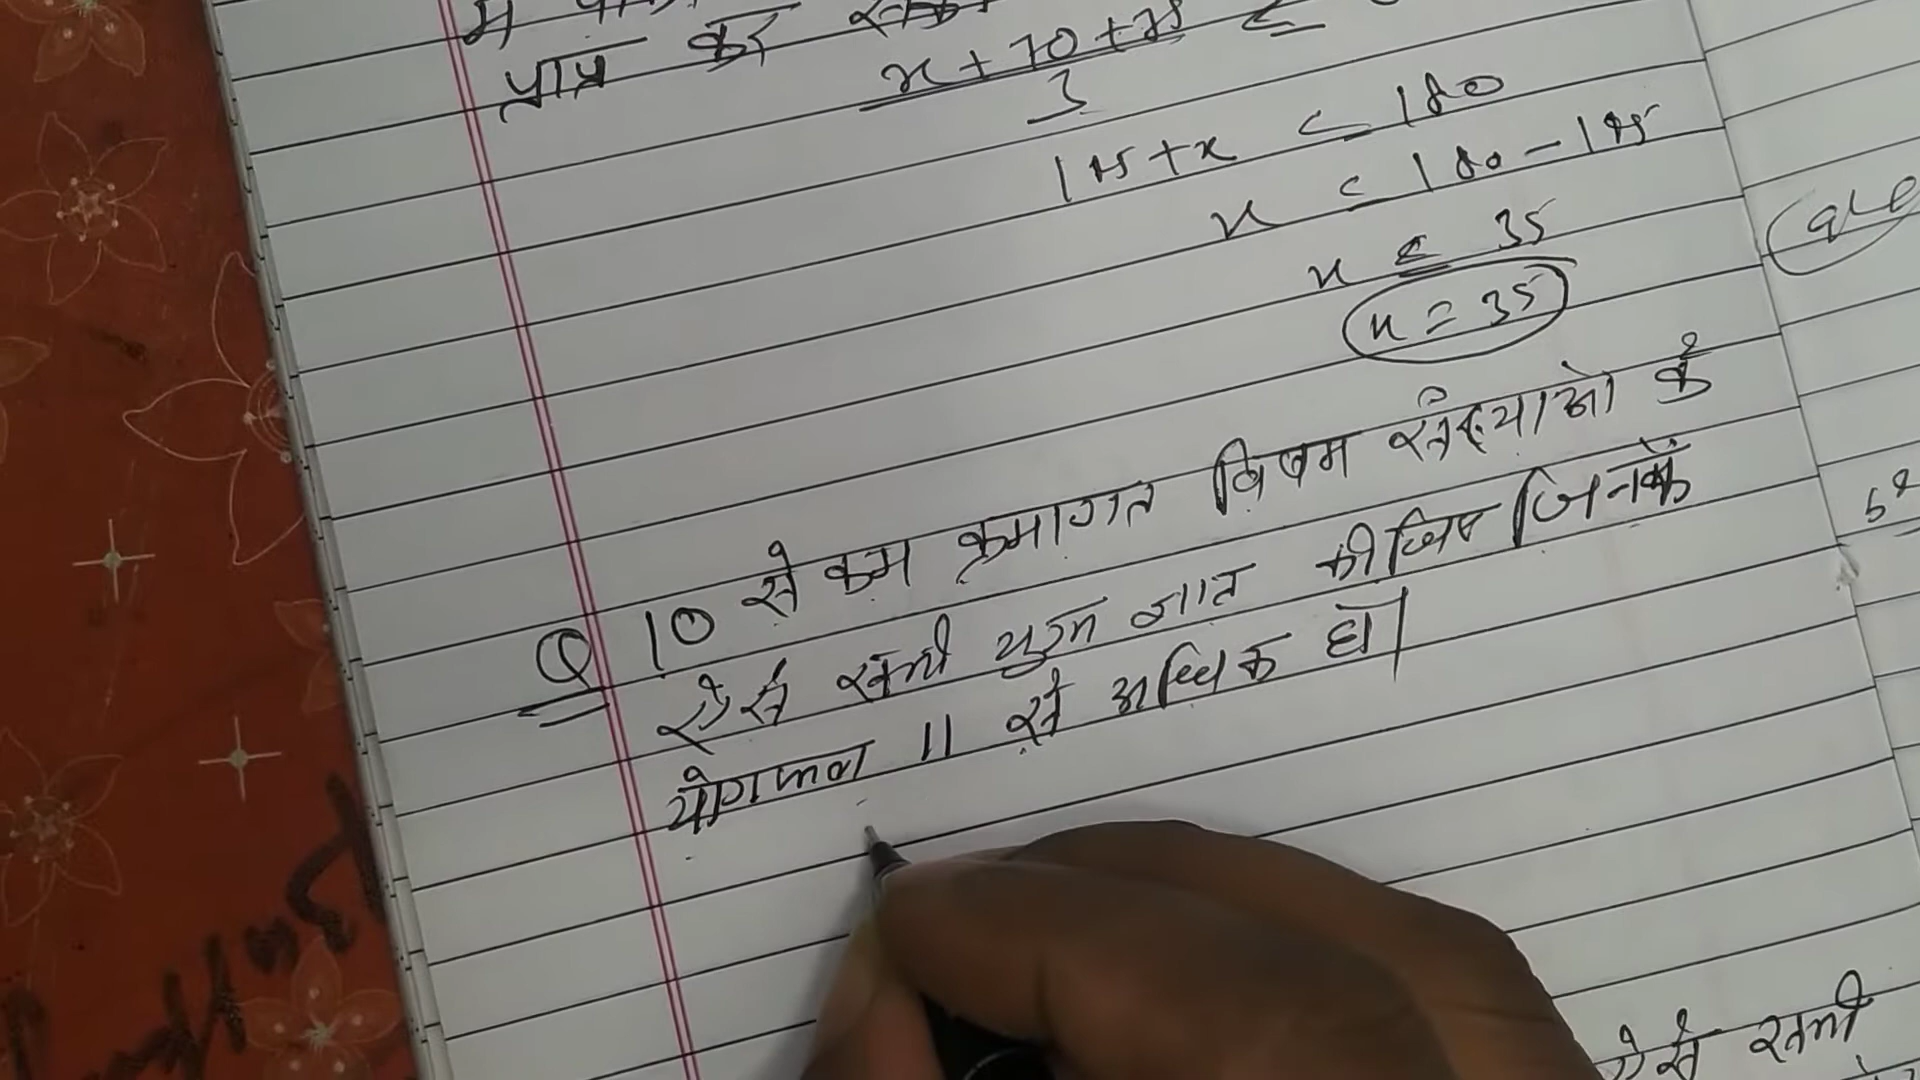 प्राप्त कर
x + 70 + 75 ≤
3
145 + x ≤ 180
x ≤ 180 - 145
x ≤ 35
x = 35
Q 10 से कम क्रमागत विषम संख्याओं के
ऐसे सभी युग्म ज्ञात कीजिए जिनके
योगफल 11 से अधिक हों।
ऐसे सभी